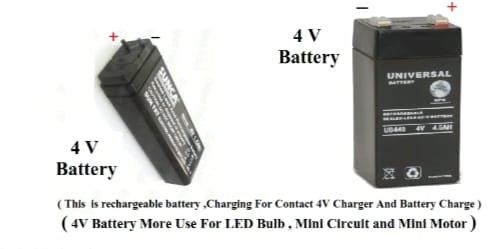 + −
− +
4 V
Battery
4 V
Battery
UNIVERSAL
BATTERY
RECHARGEABLE
SEALED LEAD-ACID BATTERY
UB445 4V 4.5AH
( This is rechargeable battery ,Charging For Contact 4V Charger And Battery Charge )
( 4V Battery More Use For LED Bulb , Mini Circuit and Mini Motor )